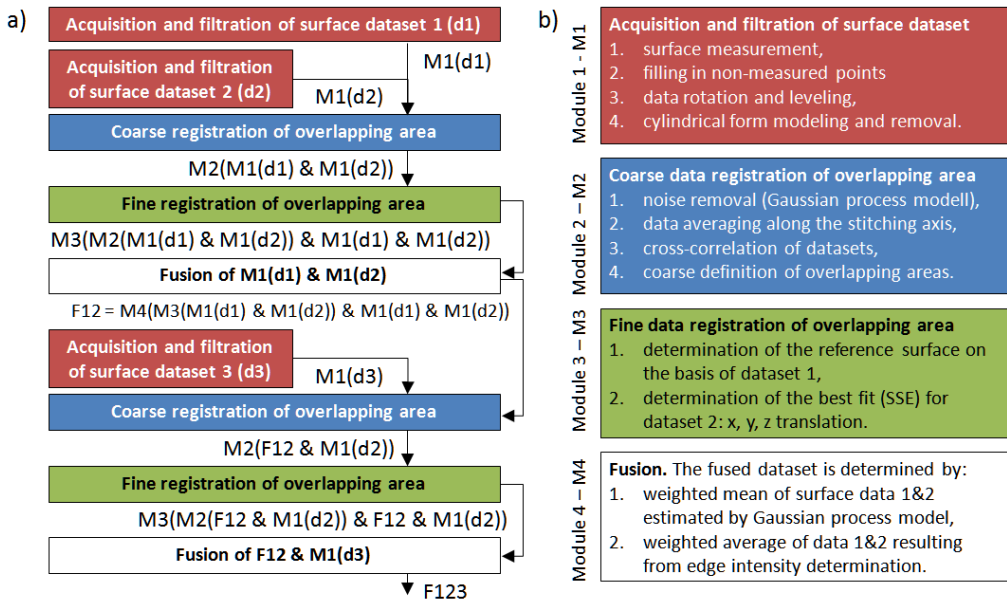 a)
Acquisition and filtration of surface dataset 1 (d1)
M1(d1)
Acquisition and filtration
of surface dataset 2 (d2)
M1(d2)
Coarse registration of overlapping area
M2(M1(d1) & M1(d2))
Fine registration of overlapping area
M3(M2(M1(d1) & M1(d2)) & M1(d1) & M1(d2))
Fusion of M1(d1) & M1(d2)
F12 = M4(M3(M1(d1) & M1(d2)) & M1(d1) & M1(d2))
Acquisition and filtration
of surface dataset 3 (d3)
M1(d3)
Coarse registration of overlapping area
M2(F12 & M1(d2))
Fine registration of overlapping area
M3(M2(F12 & M1(d2)) & F12 & M1(d2))
Fusion of F12 & M1(d3)
F123
b)
Module 1 - M1
Acquisition and filtration of surface dataset
1. surface measurement,
2. filling in non-measured points
3. data rotation and leveling,
4. cylindrical form modeling and removal.
Module 2 – M2
Coarse data registration of overlapping area
1. noise removal (Gaussian process modell),
2. data averaging along the stitching axis,
3. cross-correlation of datasets,
4. coarse definition of overlapping areas.
Module 3 – M3
Fine data registration of overlapping area
1. determination of the reference surface on
the basis of dataset 1,
2. determination of the best fit (SSE) for
dataset 2: x, y, z translation.
Module 4 – M4
Fusion. The fused dataset is determined by:
1. weighted mean of surface data 1&2
estimated by Gaussian process model,
2. weighted average of data 1&2 resulting
from edge intensity determination.